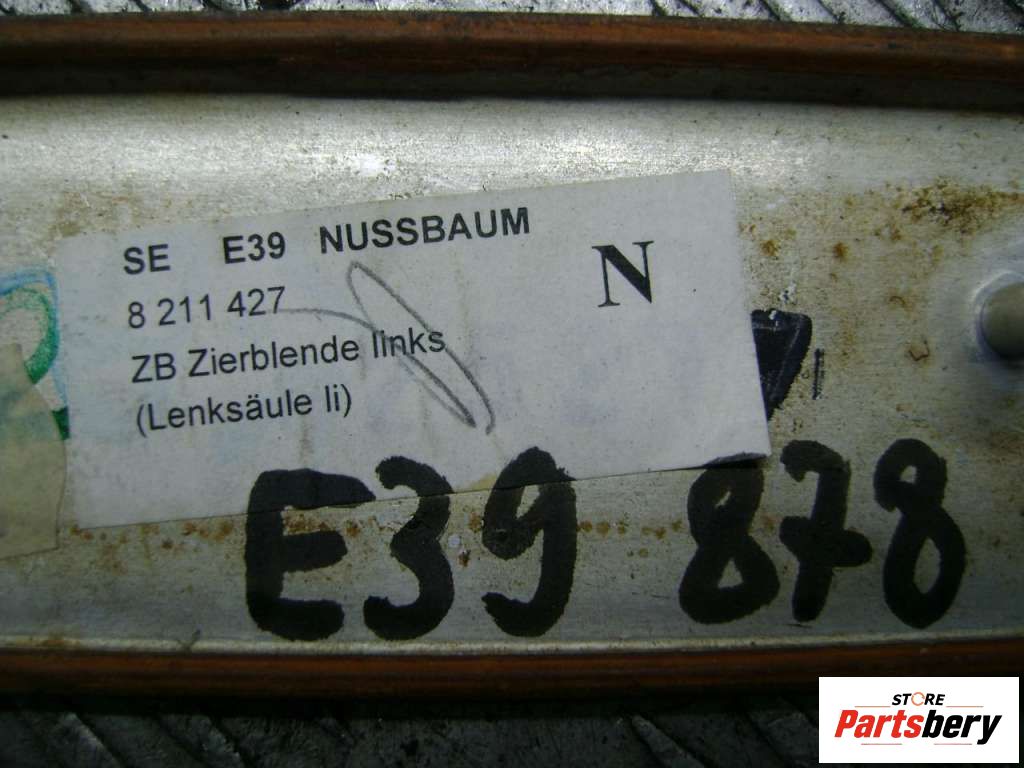 SE E39 NUSSBAUM
N
8 211 427
ZB Zierblende links
(Lenksäule li)
E39 878
STORE
Partsbery